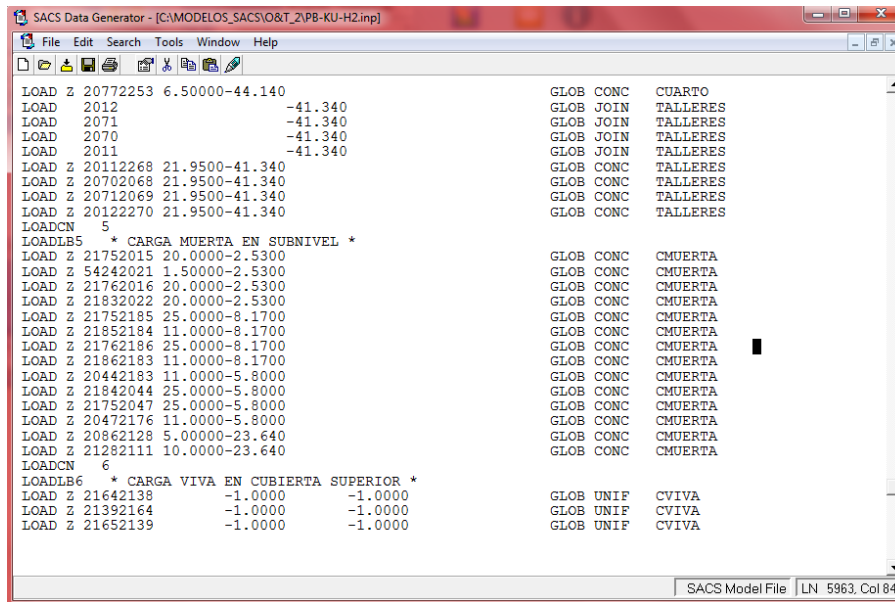 SACS Data Generator - [C:\MODELOS_SACS\O&T_2\PB-KU-H2.inp]
File Edit Search Tools Window Help
LOAD Z 20772253 6.50000-44.140 GLOB CONC CUARTO
LOAD 2012 -41.340 GLOB JOIN TALLERES
LOAD 2071 -41.340 GLOB JOIN TALLERES
LOAD 2070 -41.340 GLOB JOIN TALLERES
LOAD 2011 -41.340 GLOB JOIN TALLERES
LOAD Z 20112268 21.9500-41.340 GLOB CONC TALLERES
LOAD Z 20702068 21.9500-41.340 GLOB CONC TALLERES
LOAD Z 20712069 21.9500-41.340 GLOB CONC TALLERES
LOAD Z 20122270 21.9500-41.340 GLOB CONC TALLERES
LOADCN 5
LOADLB5 * CARGA MUERTA EN SUBNIVEL *
LOAD Z 21752015 20.0000-2.5300 GLOB CONC CMUERTA
LOAD Z 54242021 1.50000-2.5300 GLOB CONC CMUERTA
LOAD Z 21762016 20.0000-2.5300 GLOB CONC CMUERTA
LOAD Z 21832022 20.0000-2.5300 GLOB CONC CMUERTA
LOAD Z 21752185 25.0000-8.1700 GLOB CONC CMUERTA
LOAD Z 21852184 11.0000-8.1700 GLOB CONC CMUERTA
LOAD Z 21762186 25.0000-8.1700 GLOB CONC CMUERTA
LOAD Z 21862183 11.0000-8.1700 GLOB CONC CMUERTA
LOAD Z 20442183 11.0000-5.8000 GLOB CONC CMUERTA
LOAD Z 21842044 25.0000-5.8000 GLOB CONC CMUERTA
LOAD Z 21752047 25.0000-5.8000 GLOB CONC CMUERTA
LOAD Z 20472176 11.0000-5.8000 GLOB CONC CMUERTA
LOAD Z 20862128 5.00000-23.640 GLOB CONC CMUERTA
LOAD Z 21282111 10.0000-23.640 GLOB CONC CMUERTA
LOADCN 6
LOADLB6 * CARGA VIVA EN CUBIERTA SUPERIOR *
LOAD Z 21642138 -1.0000 -1.0000 GLOB UNIF CVIVA
LOAD Z 21392164 -1.0000 -1.0000 GLOB UNIF CVIVA
LOAD Z 21652139 -1.0000 -1.0000 GLOB UNIF CVIVA
SACS Model File LN 5963, Col 84